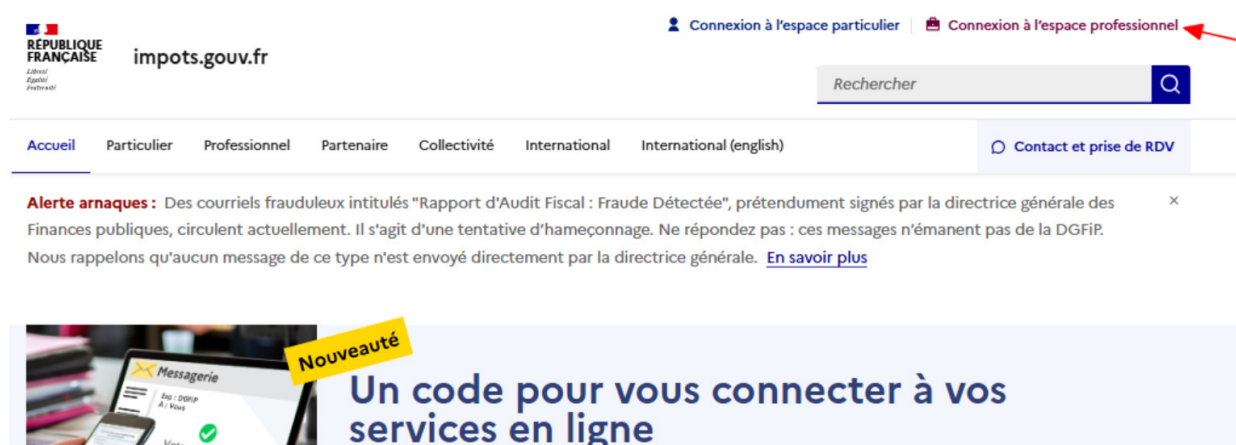 Connexion à l'espace particulier
Connexion à l'espace professionnel
RÉPUBLIQUE
FRANÇAISE
Liberté
Égalité
Fraternité
impots.gouv.fr
Rechercher
Accueil Particulier Professionnel Partenaire Collectivité International International (english) Contact et prise de RDV
Alerte arnaques : Des courriels frauduleux intitulés "Rapport d'Audit Fiscal : Fraude Détectée", prétendument signés par la directrice générale des
Finances publiques, circulent actuellement. Il s'agit d'une tentative d’hameçonnage. Ne répondez pas : ces messages n’émanent pas de la DGFiP.
Nous rappelons qu'aucun message de ce type n'est envoyé directement par la directrice générale. En savoir plus
Nouveauté
Messagerie
Exp : DGFIP
À : Vous
Un code pour vous connecter à vos
services en ligne